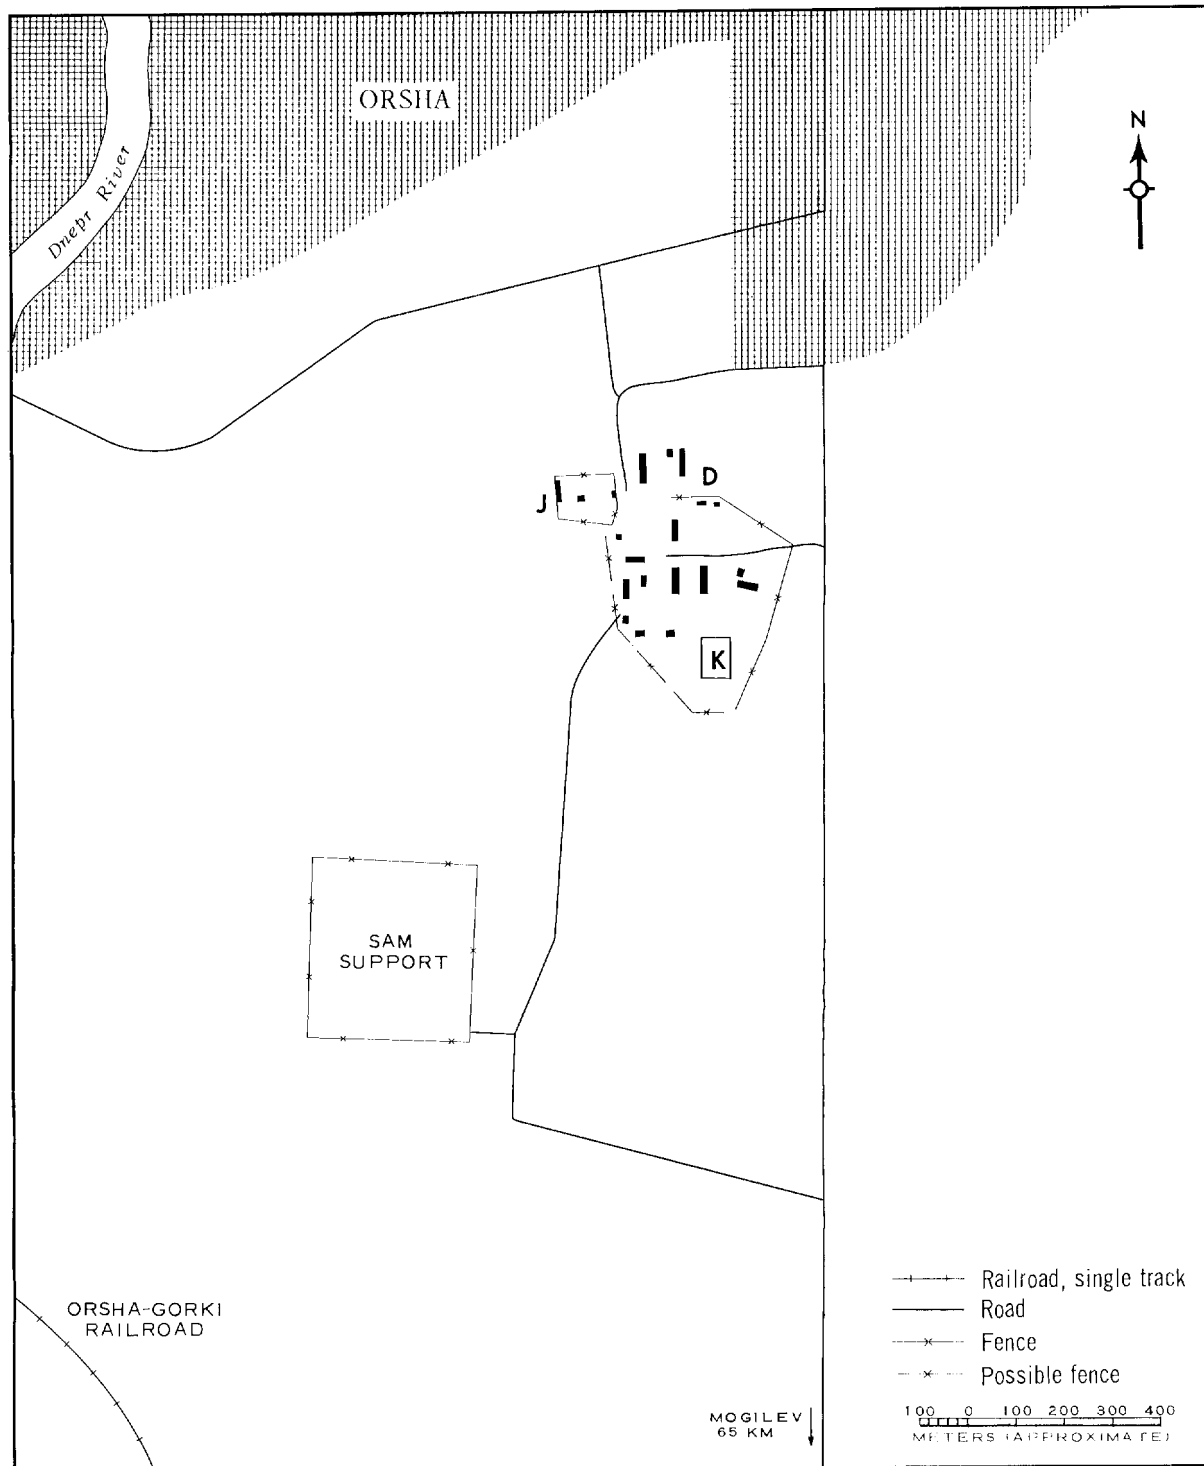 ORSHA
N
Dnepr River
D
J
K
SAM
SUPPORT
ORSHA-GORKI
RAILROAD
Railroad, single track
Road
Fence
Possible fence
100 0 100 200 300 400
METERS (APPROXIMATE)
MOGILEV
65 KM